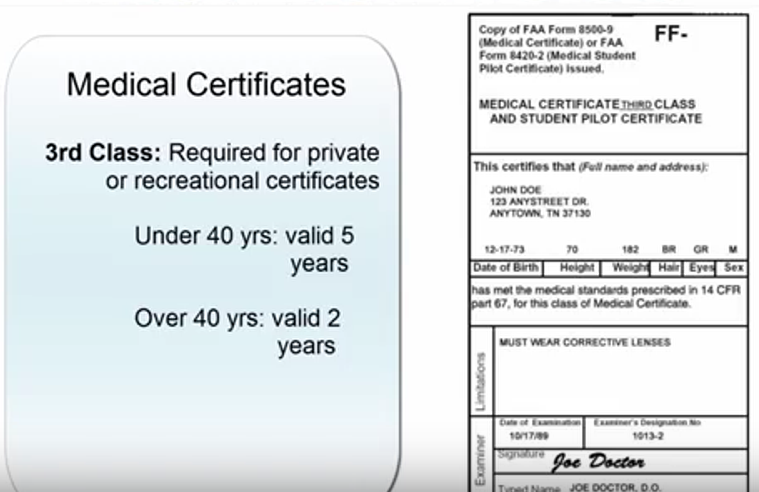 Medical Certificates
3rd Class: Required for private
or recreational certificates
Under 40 yrs: valid 5
years
Over 40 yrs: valid 2
years
Copy of FAA Form 8500-9
(Medical Certificate) or FAA
Form 8420-2 (Medical Student
Pilot Certificate) Issued.
FF-
MEDICAL CERTIFICATE THIRD CLASS
AND STUDENT PILOT CERTIFICATE
This certifies that (Full name and address):
JOHN DOE
123 ANYSTREET DR.
ANYTOWN, TN 37130
12-17-73 70 182 BR GR M
Date of Birth Height Weight Hair Eyes Sex
has met the medical standards prescribed in 14 CFR
part 67, for this class of Medical Certificate.
Limitations
MUST WEAR CORRECTIVE LENSES
Examiner
Date of Examination Examiner's Designation No
10/17/89 1013-2
Signature Joe Doctor
Typed Name JOE DOCTOR, D.O.